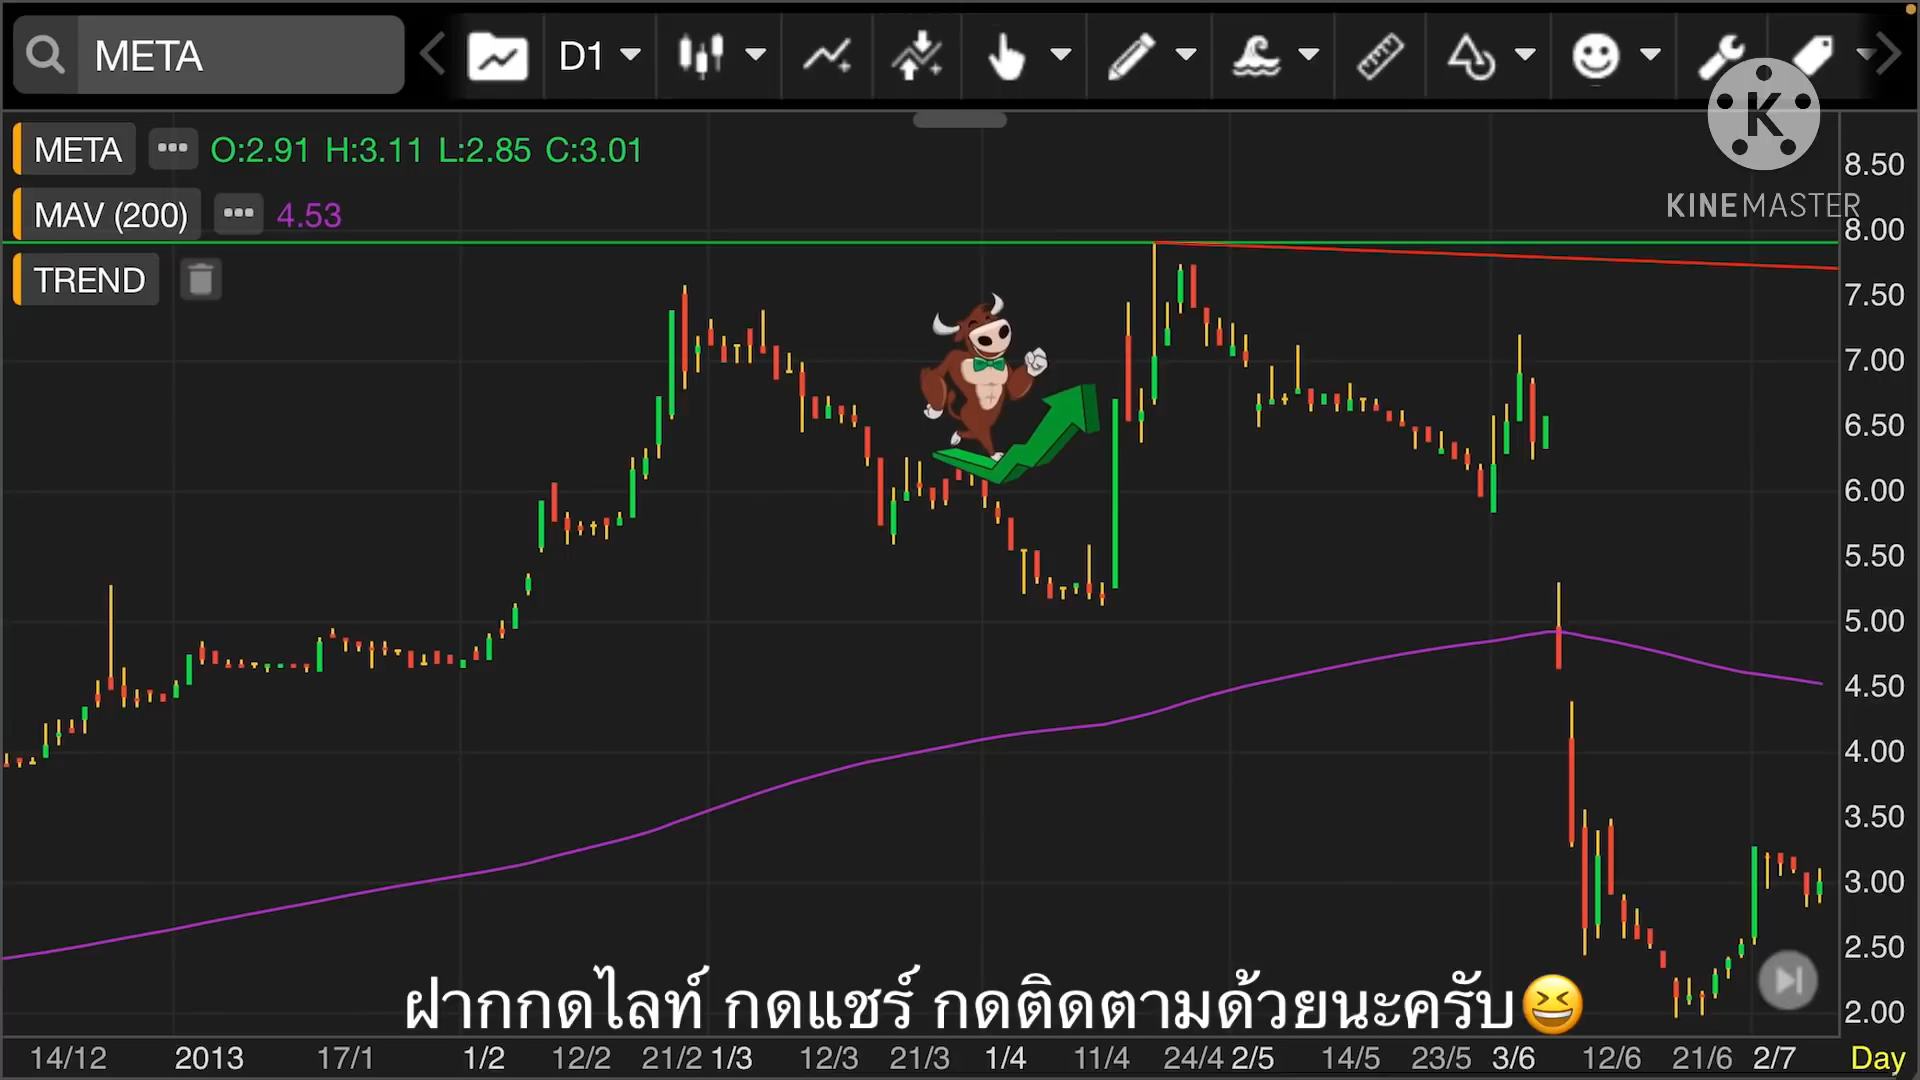 META D1
META ••• O:2.91 H:3.11 L:2.85 C:3.01
MAV (200) ••• 4.53
TREND
K
KINEMASTER
8.50
8.00
7.50
7.00
6.50
6.00
5.50
5.00
4.50
4.00
3.50
3.00
2.50
2.00
ฝากกดไลท์ กดแชร์ กดติดตามด้วยนะครับ😆
14/12 2013 17/1 1/2 12/2 21/2 1/3 12/3 21/3 1/4 11/4 24/4 2/5 14/5 23/5 3/6 12/6 21/6 2/7 Day